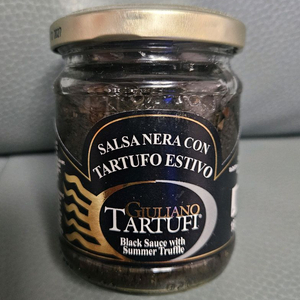 SALSA NERA CON
TARTUFO ESTIVO
GIULIANO
TARTUFI
Black Sauce with
Summer Truffle